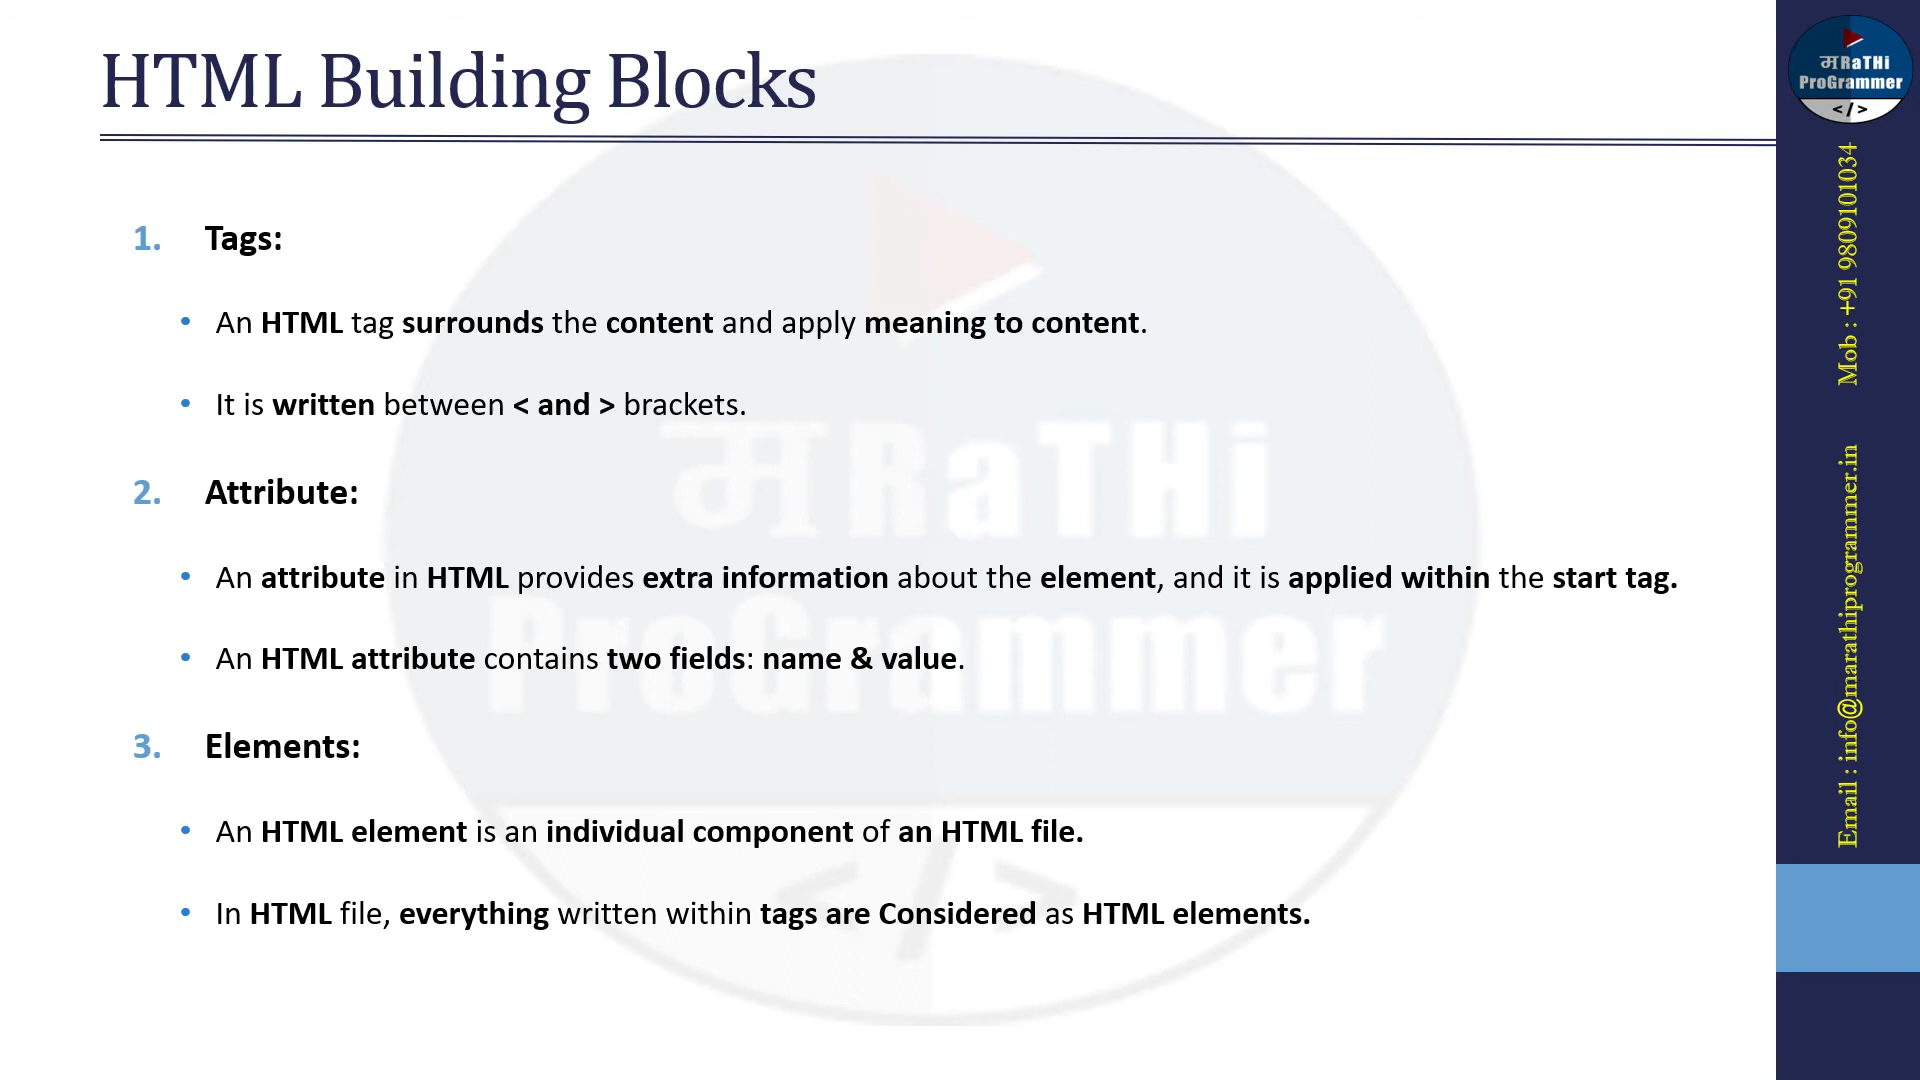 HTML Building Blocks
1. Tags:
• An HTML tag surrounds the content and apply meaning to content.
• It is written between < and > brackets.
2. Attribute:
• An attribute in HTML provides extra information about the element, and it is applied within the start tag.
• An HTML attribute contains two fields: name & value.
3. Elements:
• An HTML element is an individual component of an HTML file.
• In HTML file, everything written within tags are Considered as HTML elements.
मRaTHi
ProGrammer
</>
मRaTHi
ProGrammer
</>
Mob : +91 9809101034
Email : info@marathiprogrammer.in